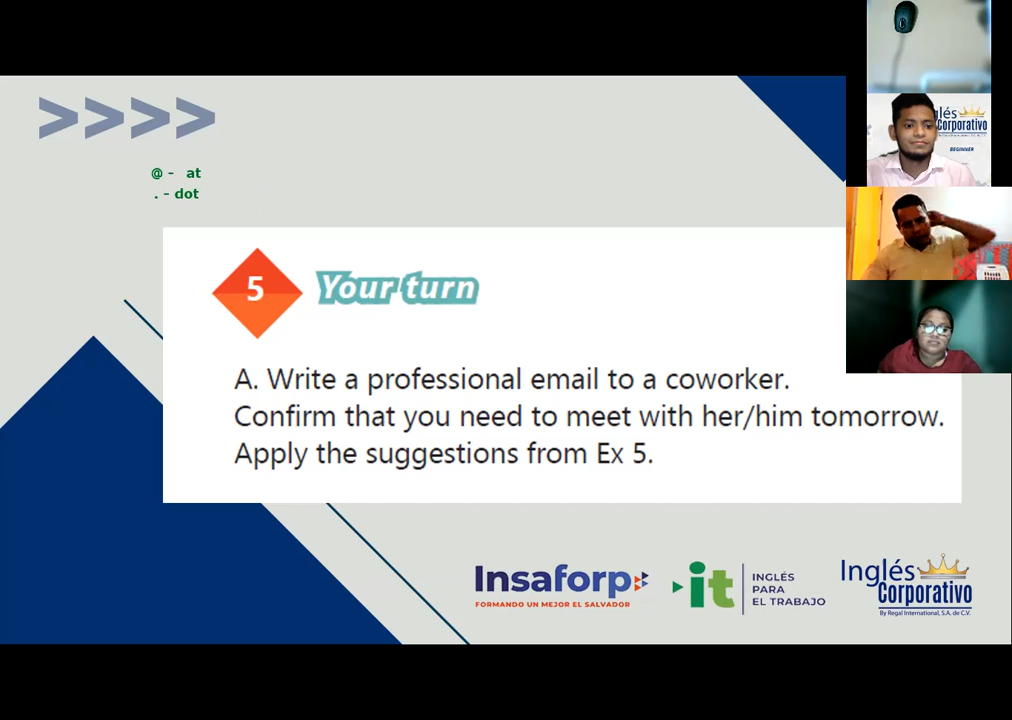 >>>>
@ - at
. - dot
5
Your turn
A. Write a professional email to a coworker.
Confirm that you need to meet with her/him tomorrow.
Apply the suggestions from Ex 5.
Insaforp
FORMANDO UN MEJOR EL SALVADOR
it
INGLÉS
PARA
EL TRABAJO
Inglés
Corporativo
By Regal International, S.A. de C.V.
glés
Corporativo
BEGINNER